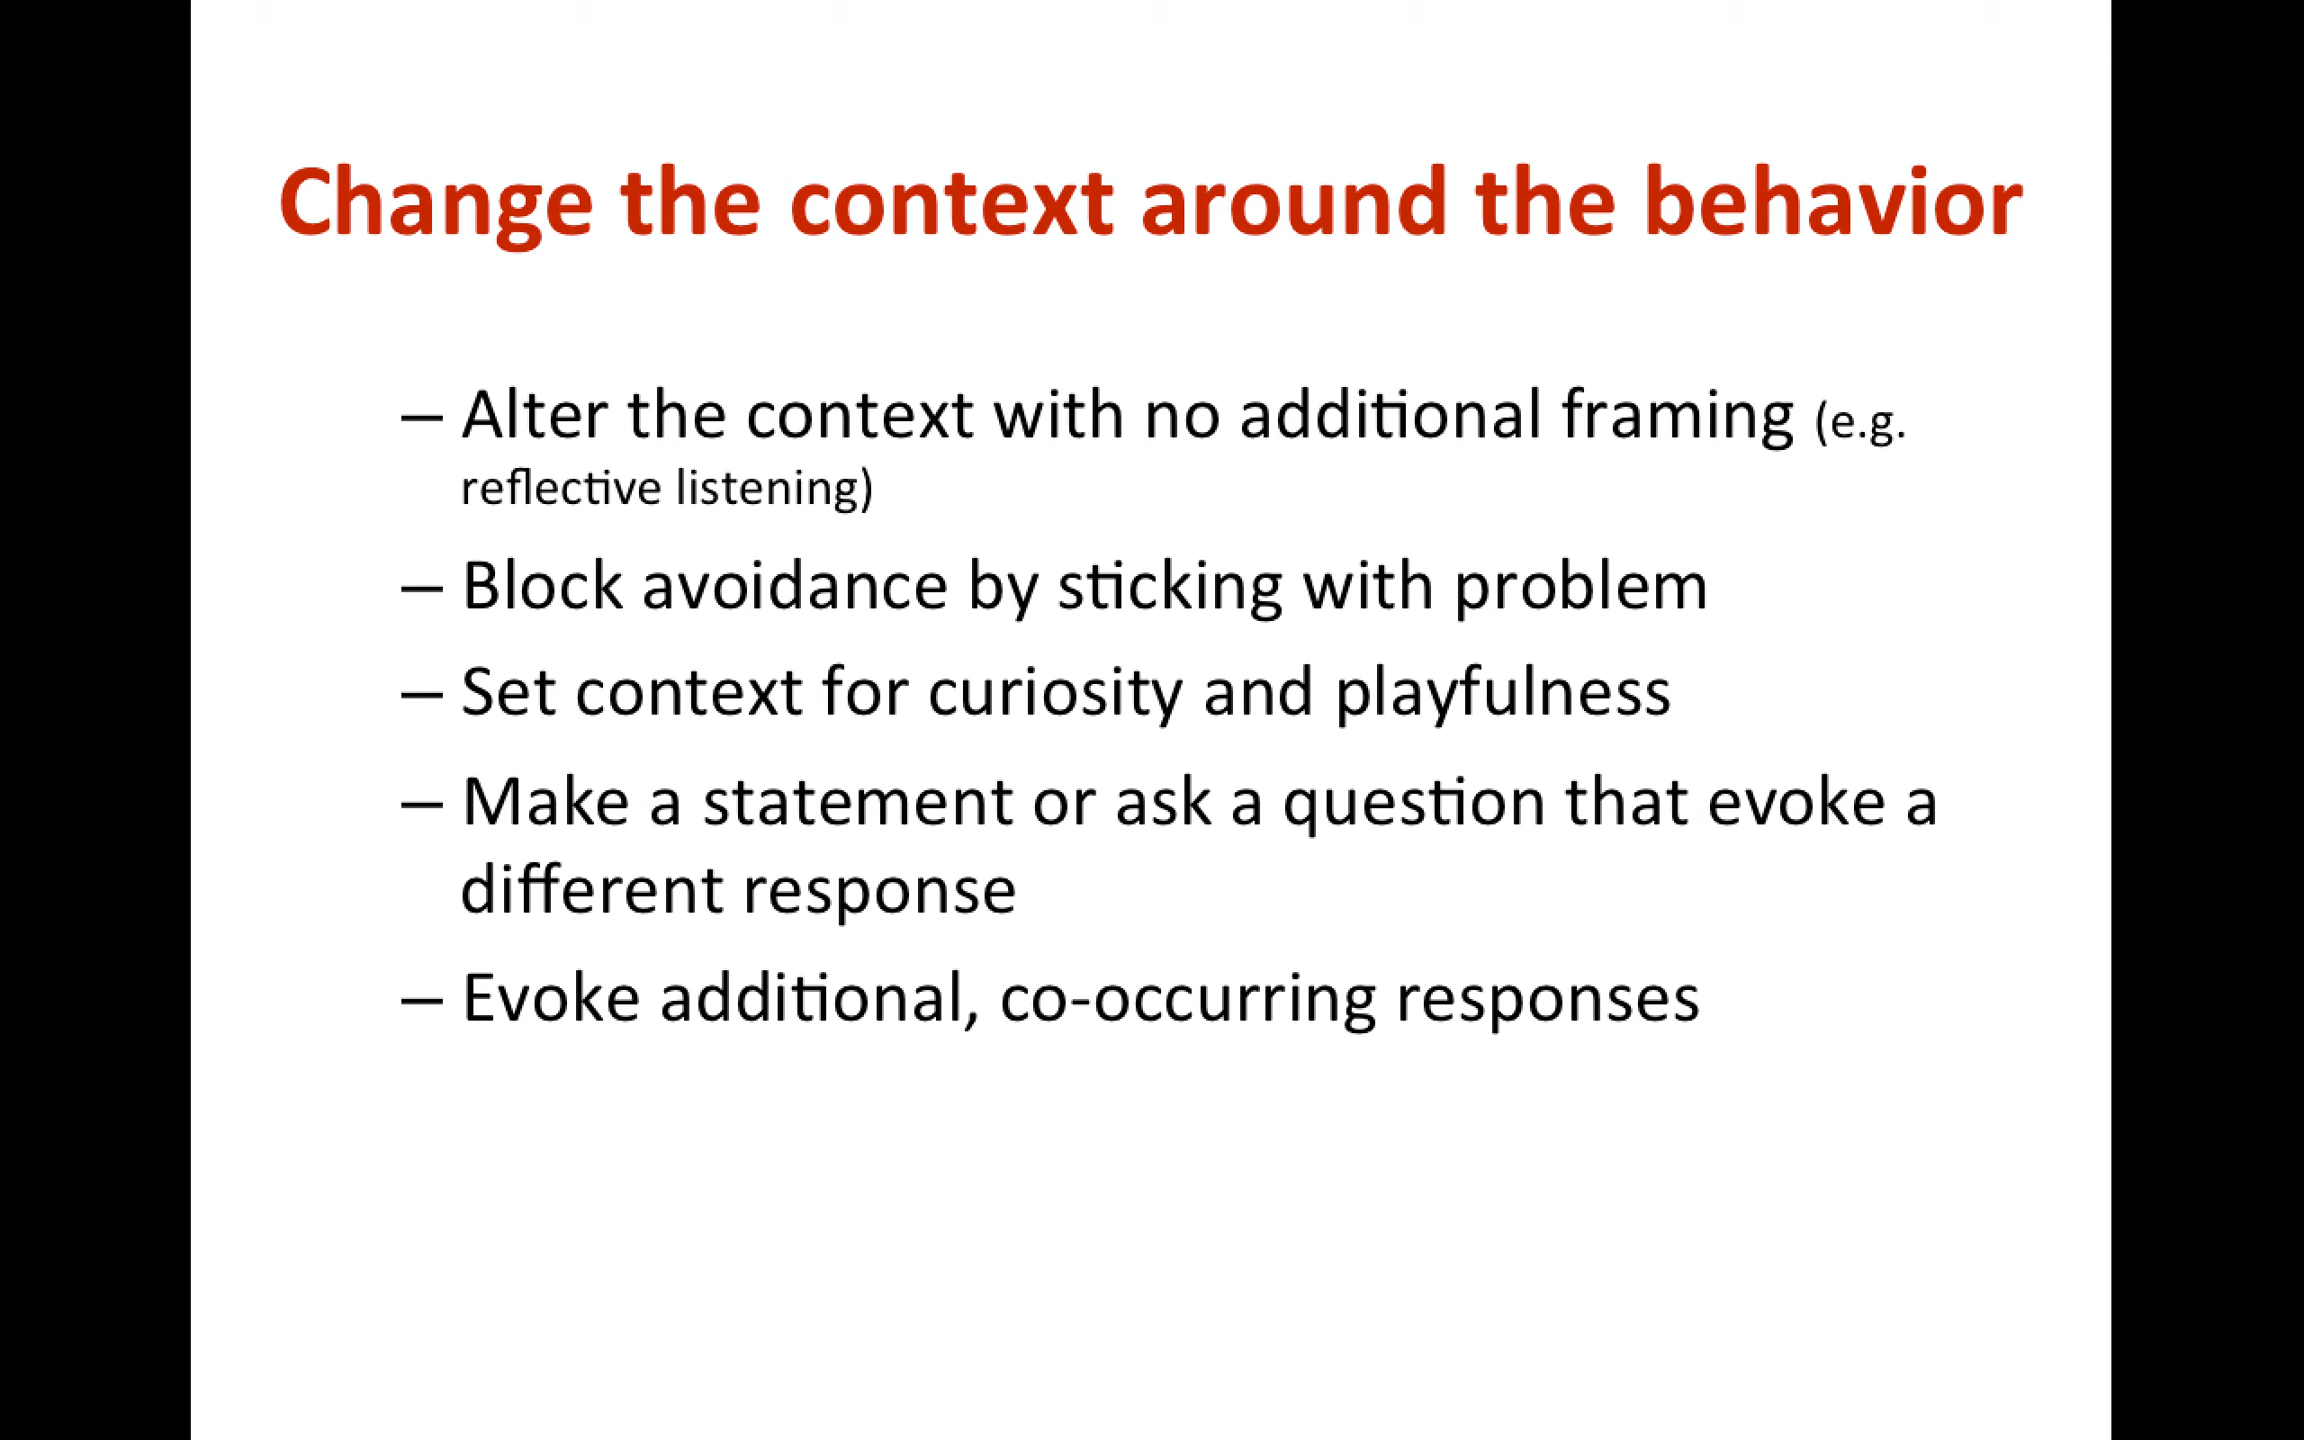 Change the context around the behavior
– Alter the context with no additional framing (e.g.
reflective listening)
– Block avoidance by sticking with problem
– Set context for curiosity and playfulness
– Make a statement or ask a question that evoke a
different response
– Evoke additional, co-occurring responses